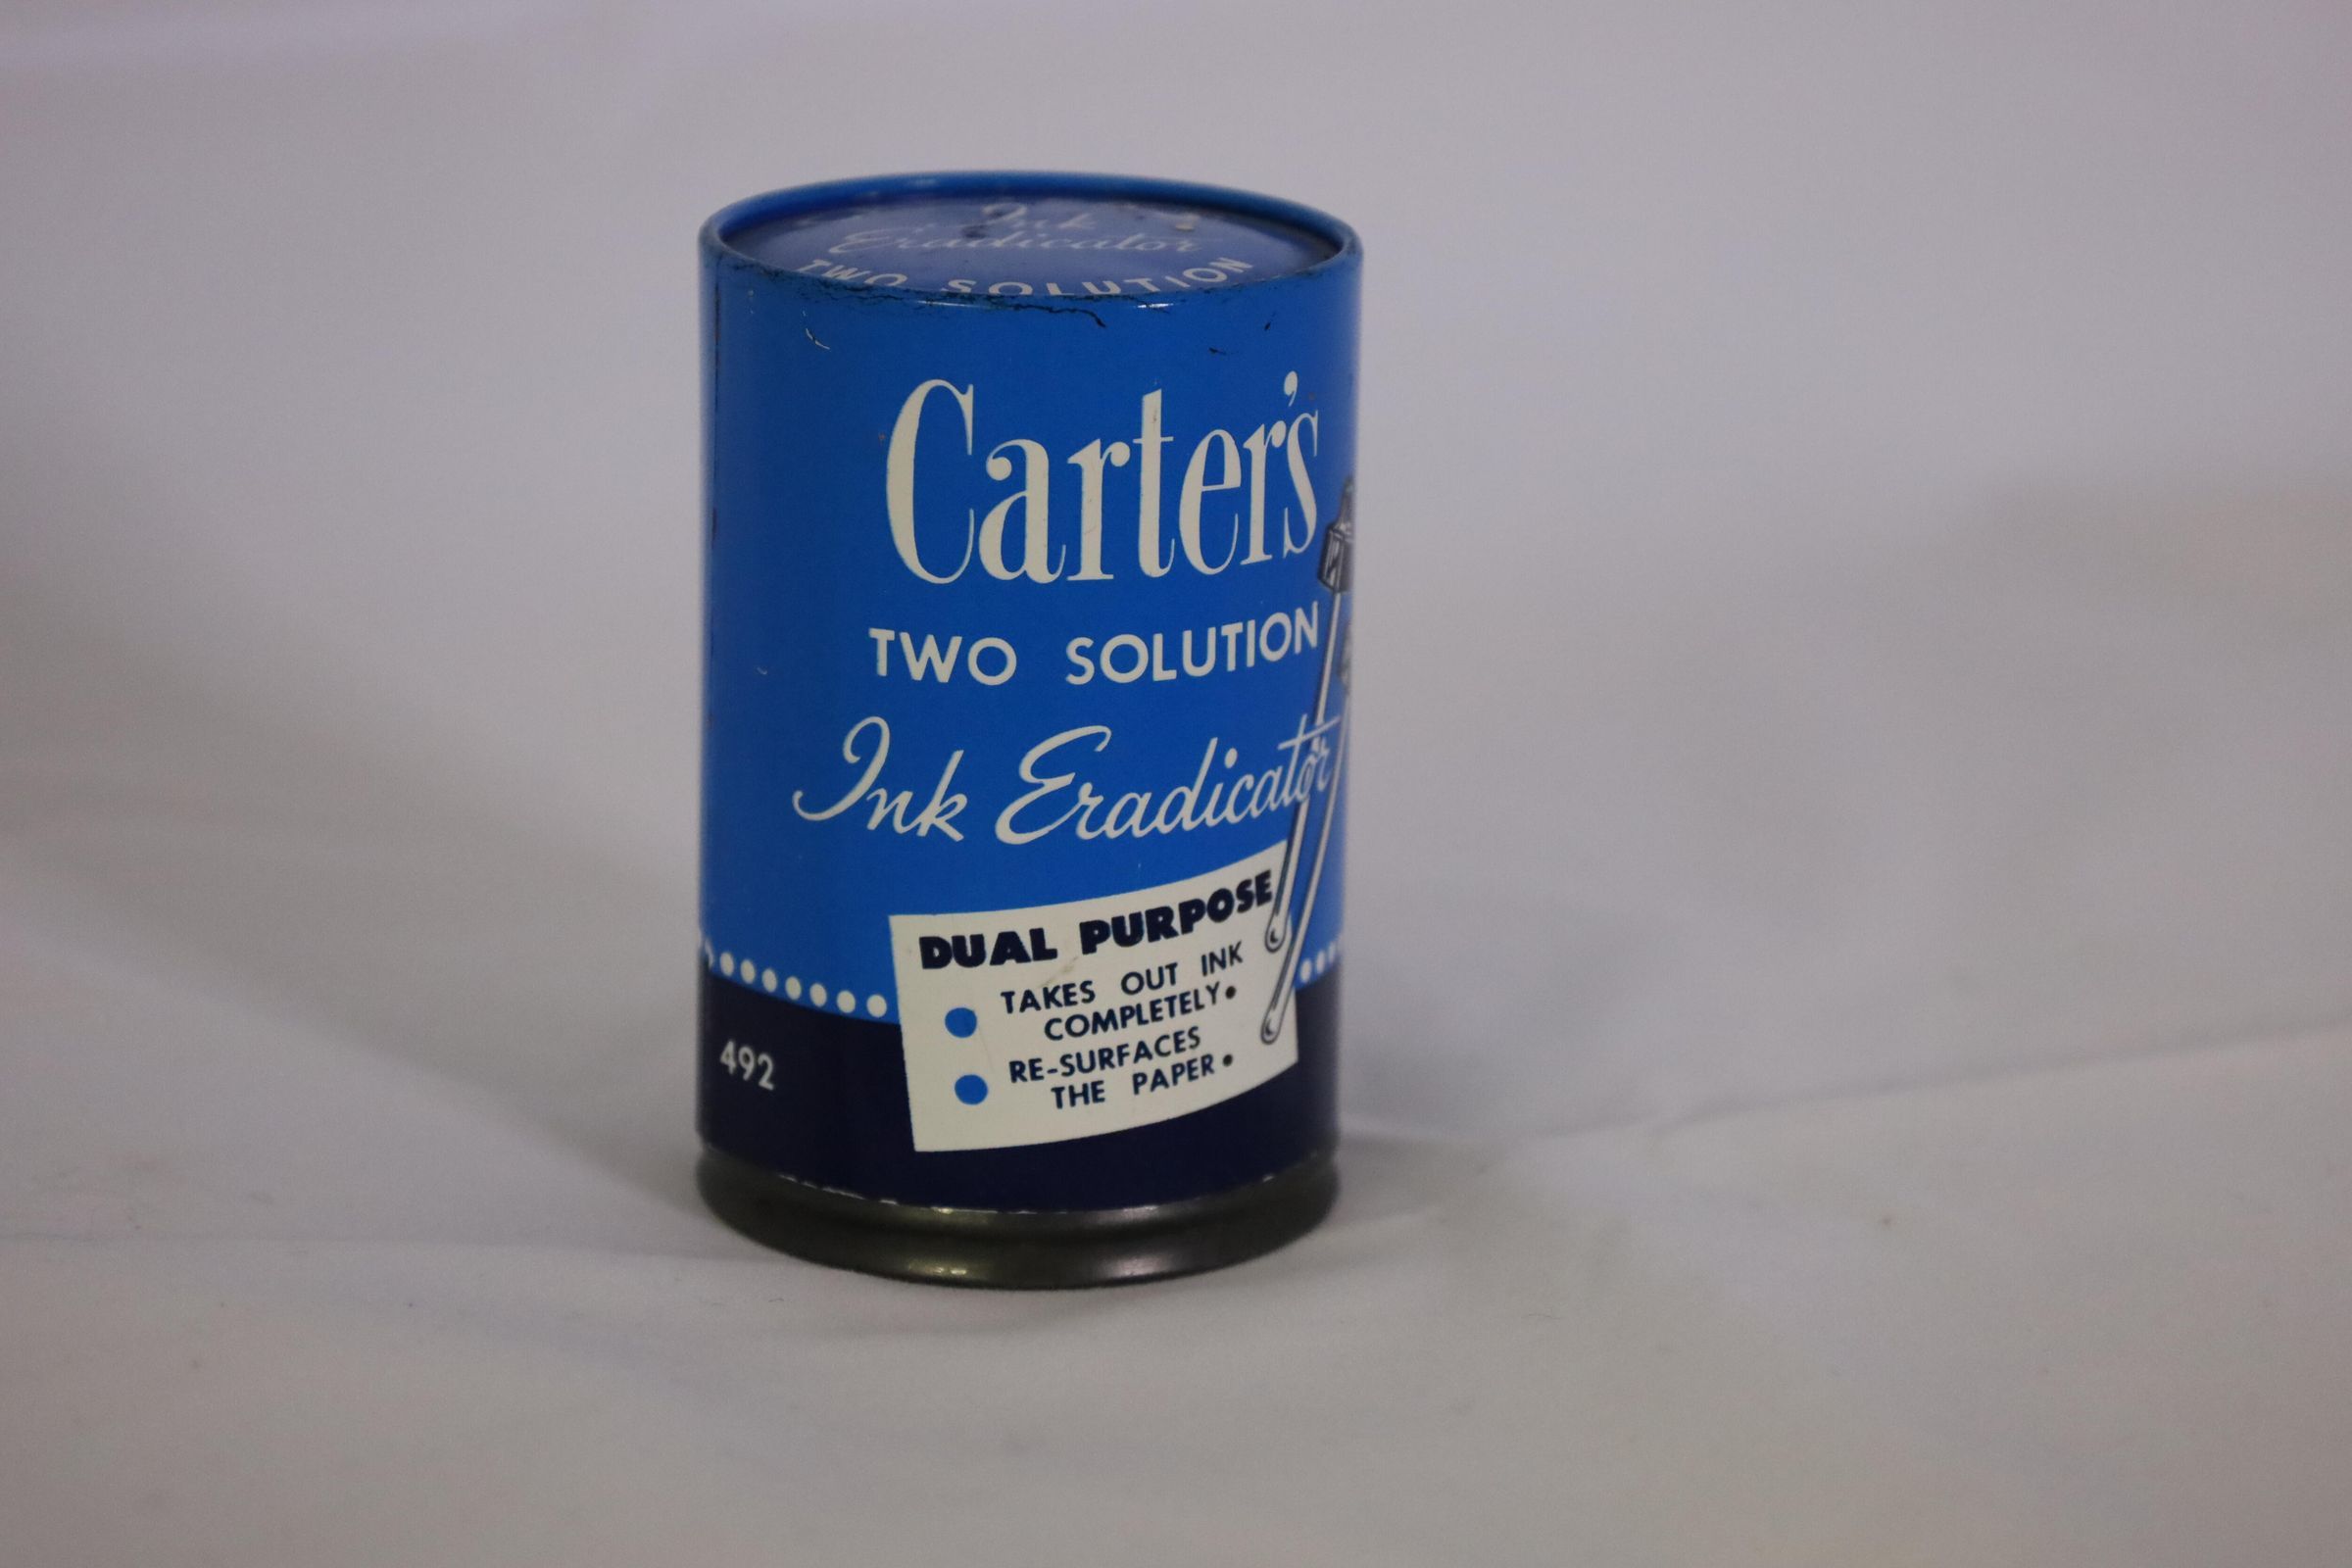 Ink
Eradicator
TWO SOLUTION
Carter's
TWO SOLUTION
Ink Eradicator
DUAL PURPOSE
TAKES OUT INK
COMPLETELY•
RE-SURFACES
THE PAPER•
492